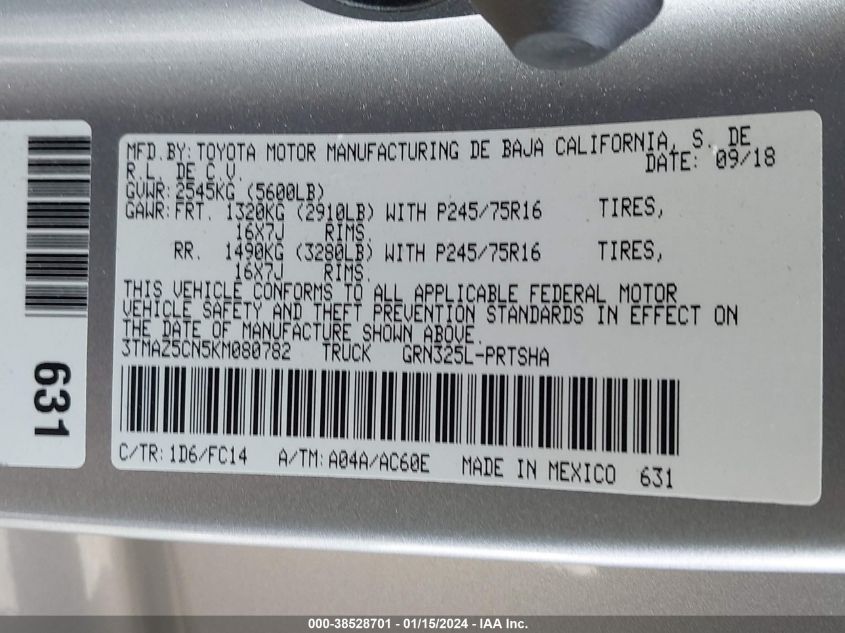 MFD.BY: TOYOTA MOTOR MANUFACTURING DE BAJA CALIFORNIA, S. DE
R.L. DE C.V. DATE: 09/18
GVWR: 2545KG (5600LB)
GAWR: FRT. 1320KG (2910LB) WITH P245/75R16 TIRES,
16X7J RIMS.
RR. 1490KG (3280LB) WITH P245/75R16 TIRES,
16X7J RIMS.
THIS VEHICLE CONFORMS TO ALL APPLICABLE FEDERAL MOTOR
VEHICLE SAFETY AND THEFT PREVENTION STANDARDS IN EFFECT ON
THE DATE OF MANUFACTURE SHOWN ABOVE.
3TMAZ5CN5KM080782 TRUCK GRN325L-PRTSHA
C/TR: 1D6/FC14 A/TM: A04A/AC60E MADE IN MEXICO 631
631
000-38528701 - 01/15/2024 - IAA Inc.